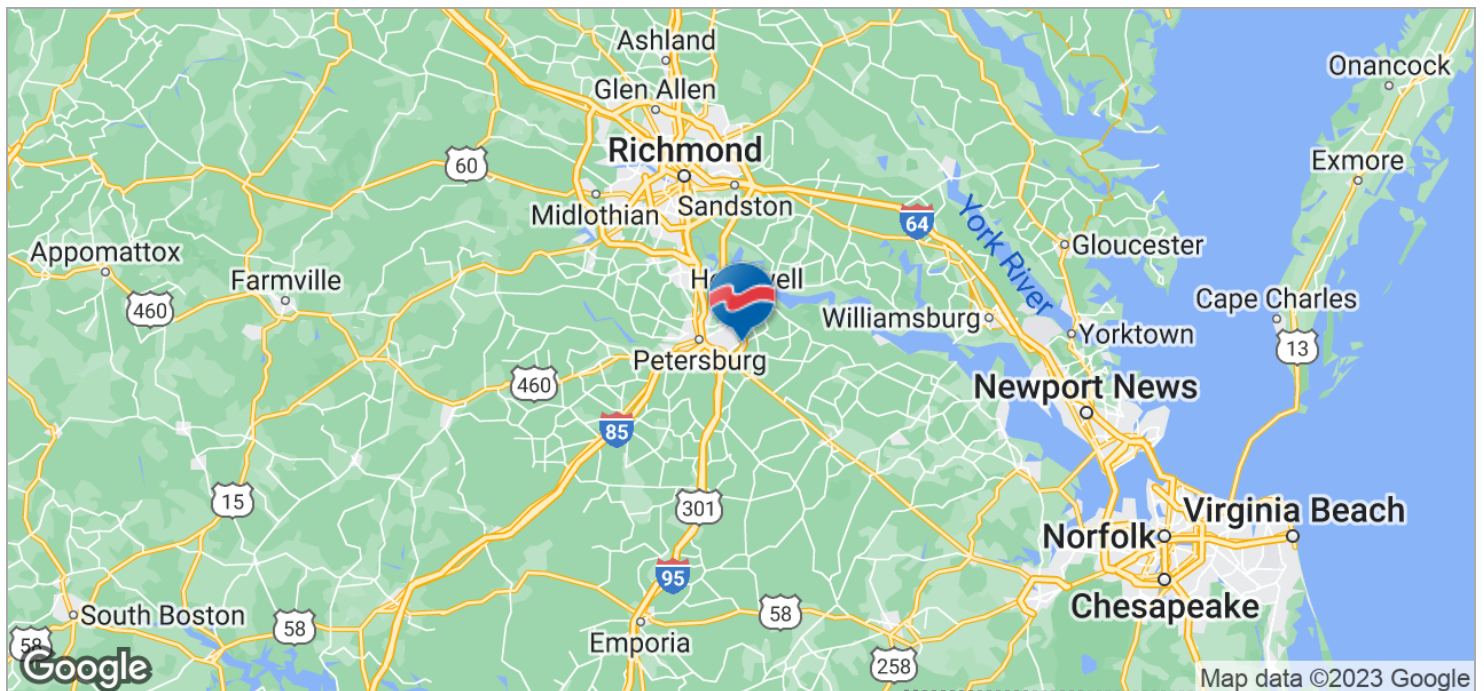 Ashland
Onancock
Glen Allen
Richmond
60
Exmore
Midlothian
Sandston
64
York River
Gloucester
Appomattox
Farmville
460
Williamsburg
Cape Charles
Yorktown
13
Petersburg
460
Newport News
85
15
301
Virginia Beach
Norfolk
95
Chesapeake
South Boston
58
58
58
Emporia
258
Google
Map data ©2023 Google